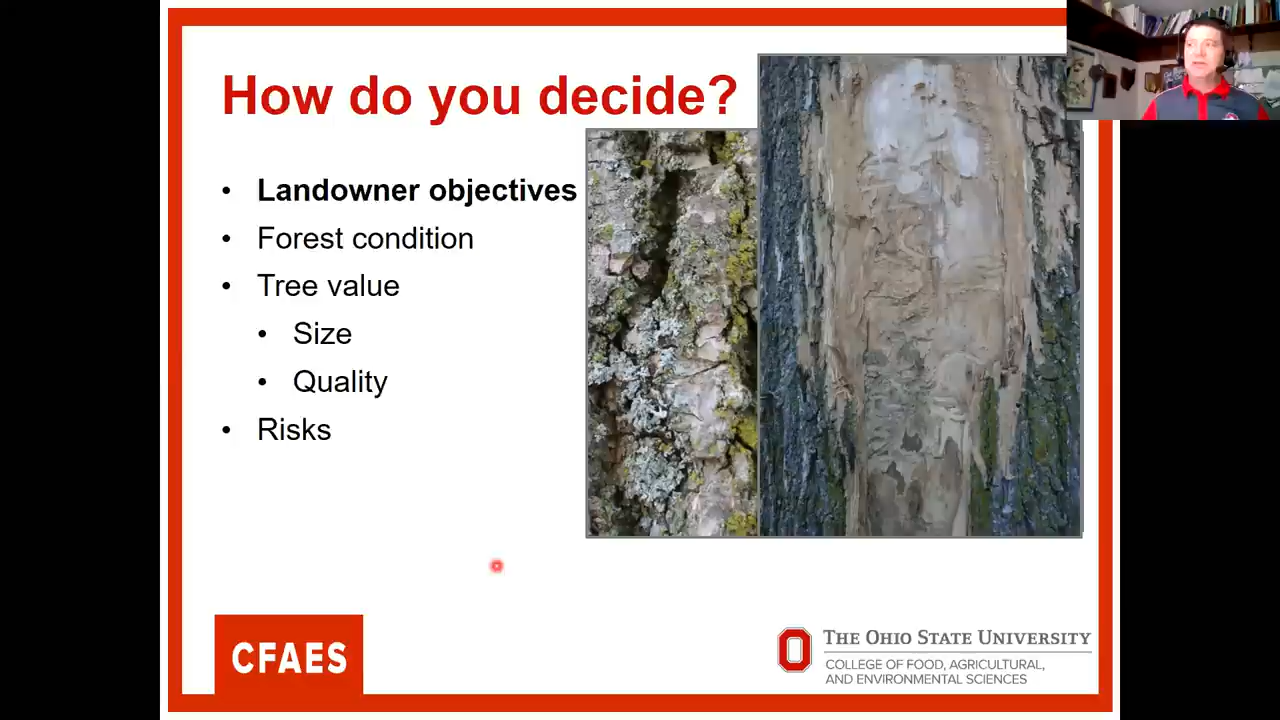 How do you decide?
• Landowner objectives
• Forest condition
• Tree value
• Size
• Quality
• Risks
CFAES
THE OHIO STATE UNIVERSITY
COLLEGE OF FOOD, AGRICULTURAL,
AND ENVIRONMENTAL SCIENCES